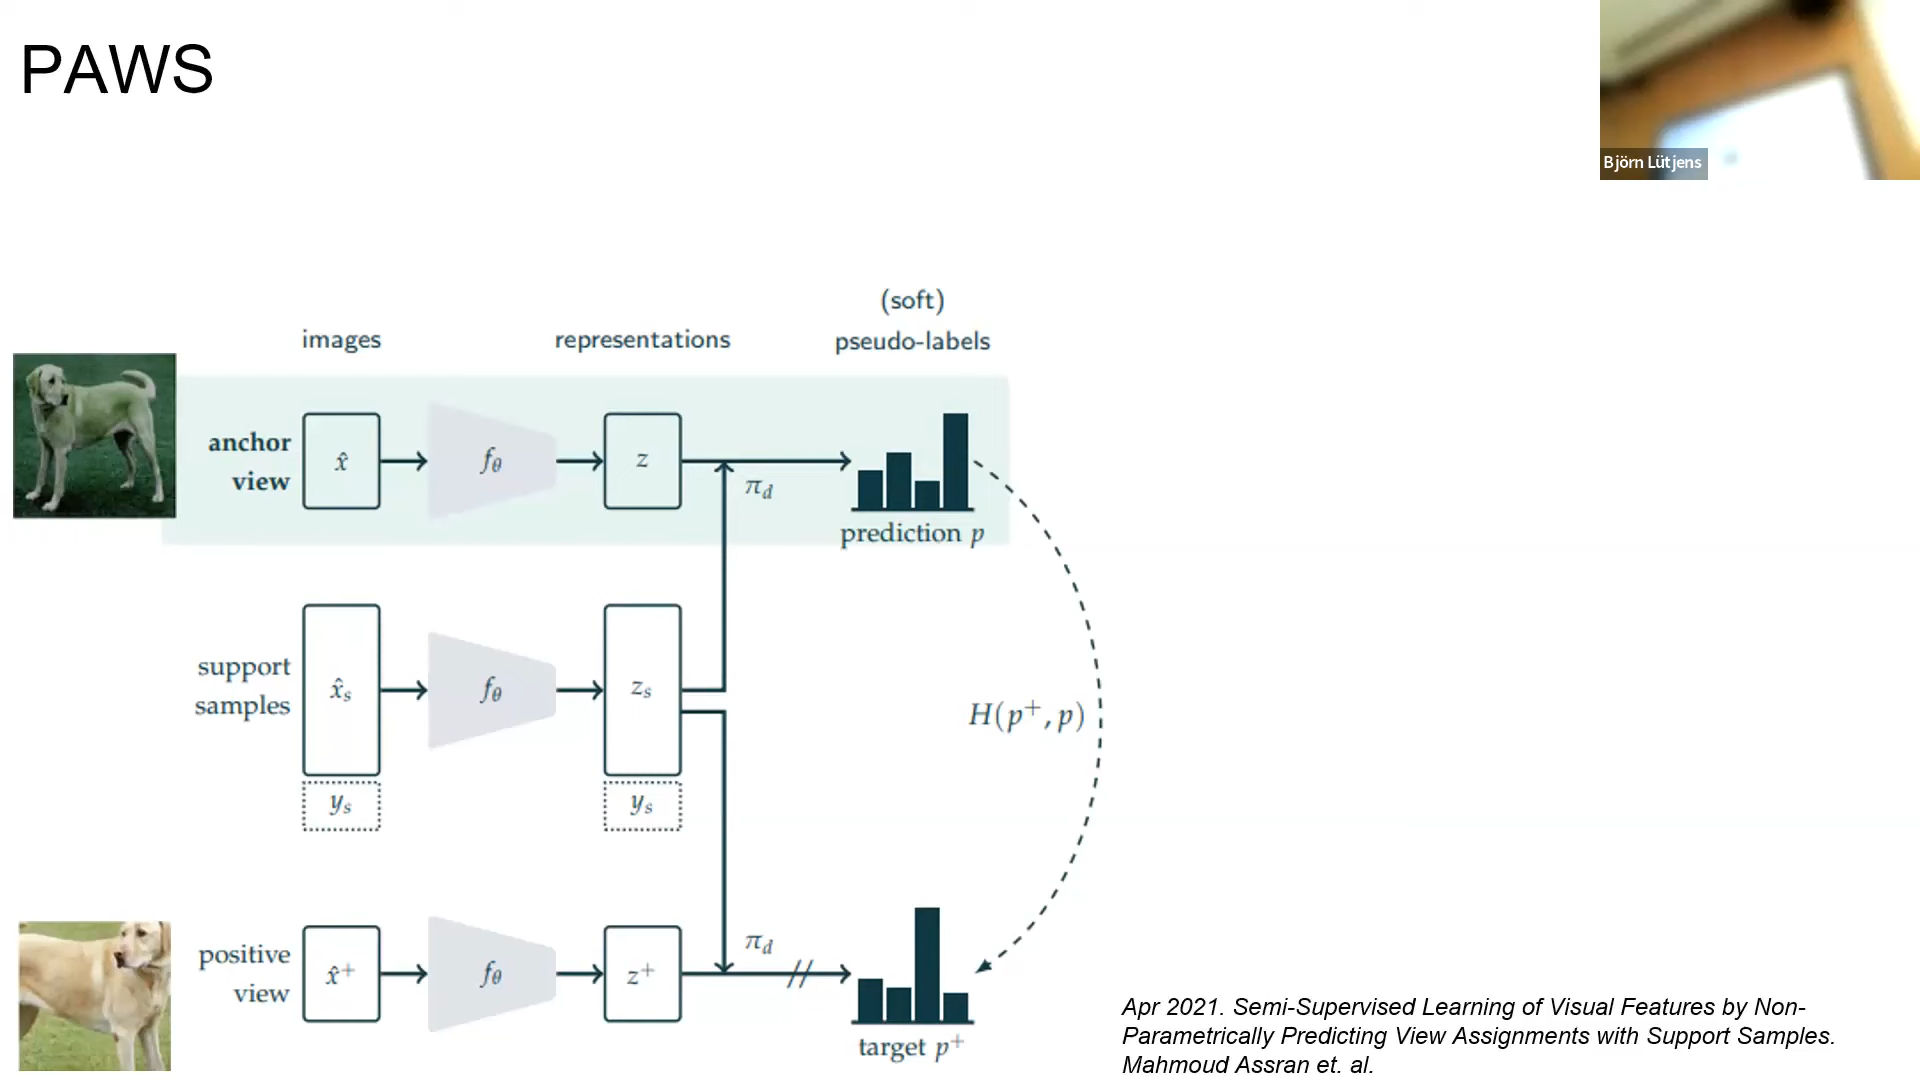 PAWS
Björn Lütjens
(soft)
images
representations
pseudo-labels
anchor
view
x̂
f_θ
z
π_d
prediction p
support
samples
x̂_s
f_θ
z_s
H(p⁺, p)
y_s
y_s
positive
view
x̂⁺
f_θ
z⁺
π_d
target p⁺
Apr 2021. Semi-Supervised Learning of Visual Features by Non-
Parametrically Predicting View Assignments with Support Samples.
Mahmoud Assran et. al.